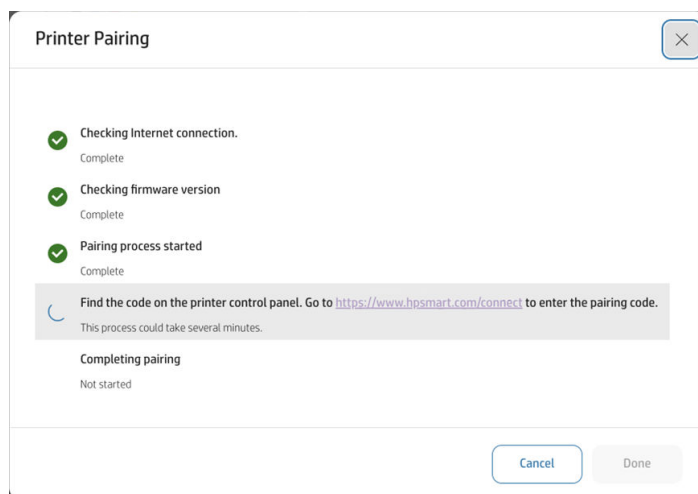 Printer Pairing
Checking Internet connection.
Complete
Checking firmware version
Complete
Pairing process started
Complete
Find the code on the printer control panel. Go to https://www.hpsmart.com/connect to enter the pairing code.
This process could take several minutes.
Completing pairing
Not started
Cancel
Done